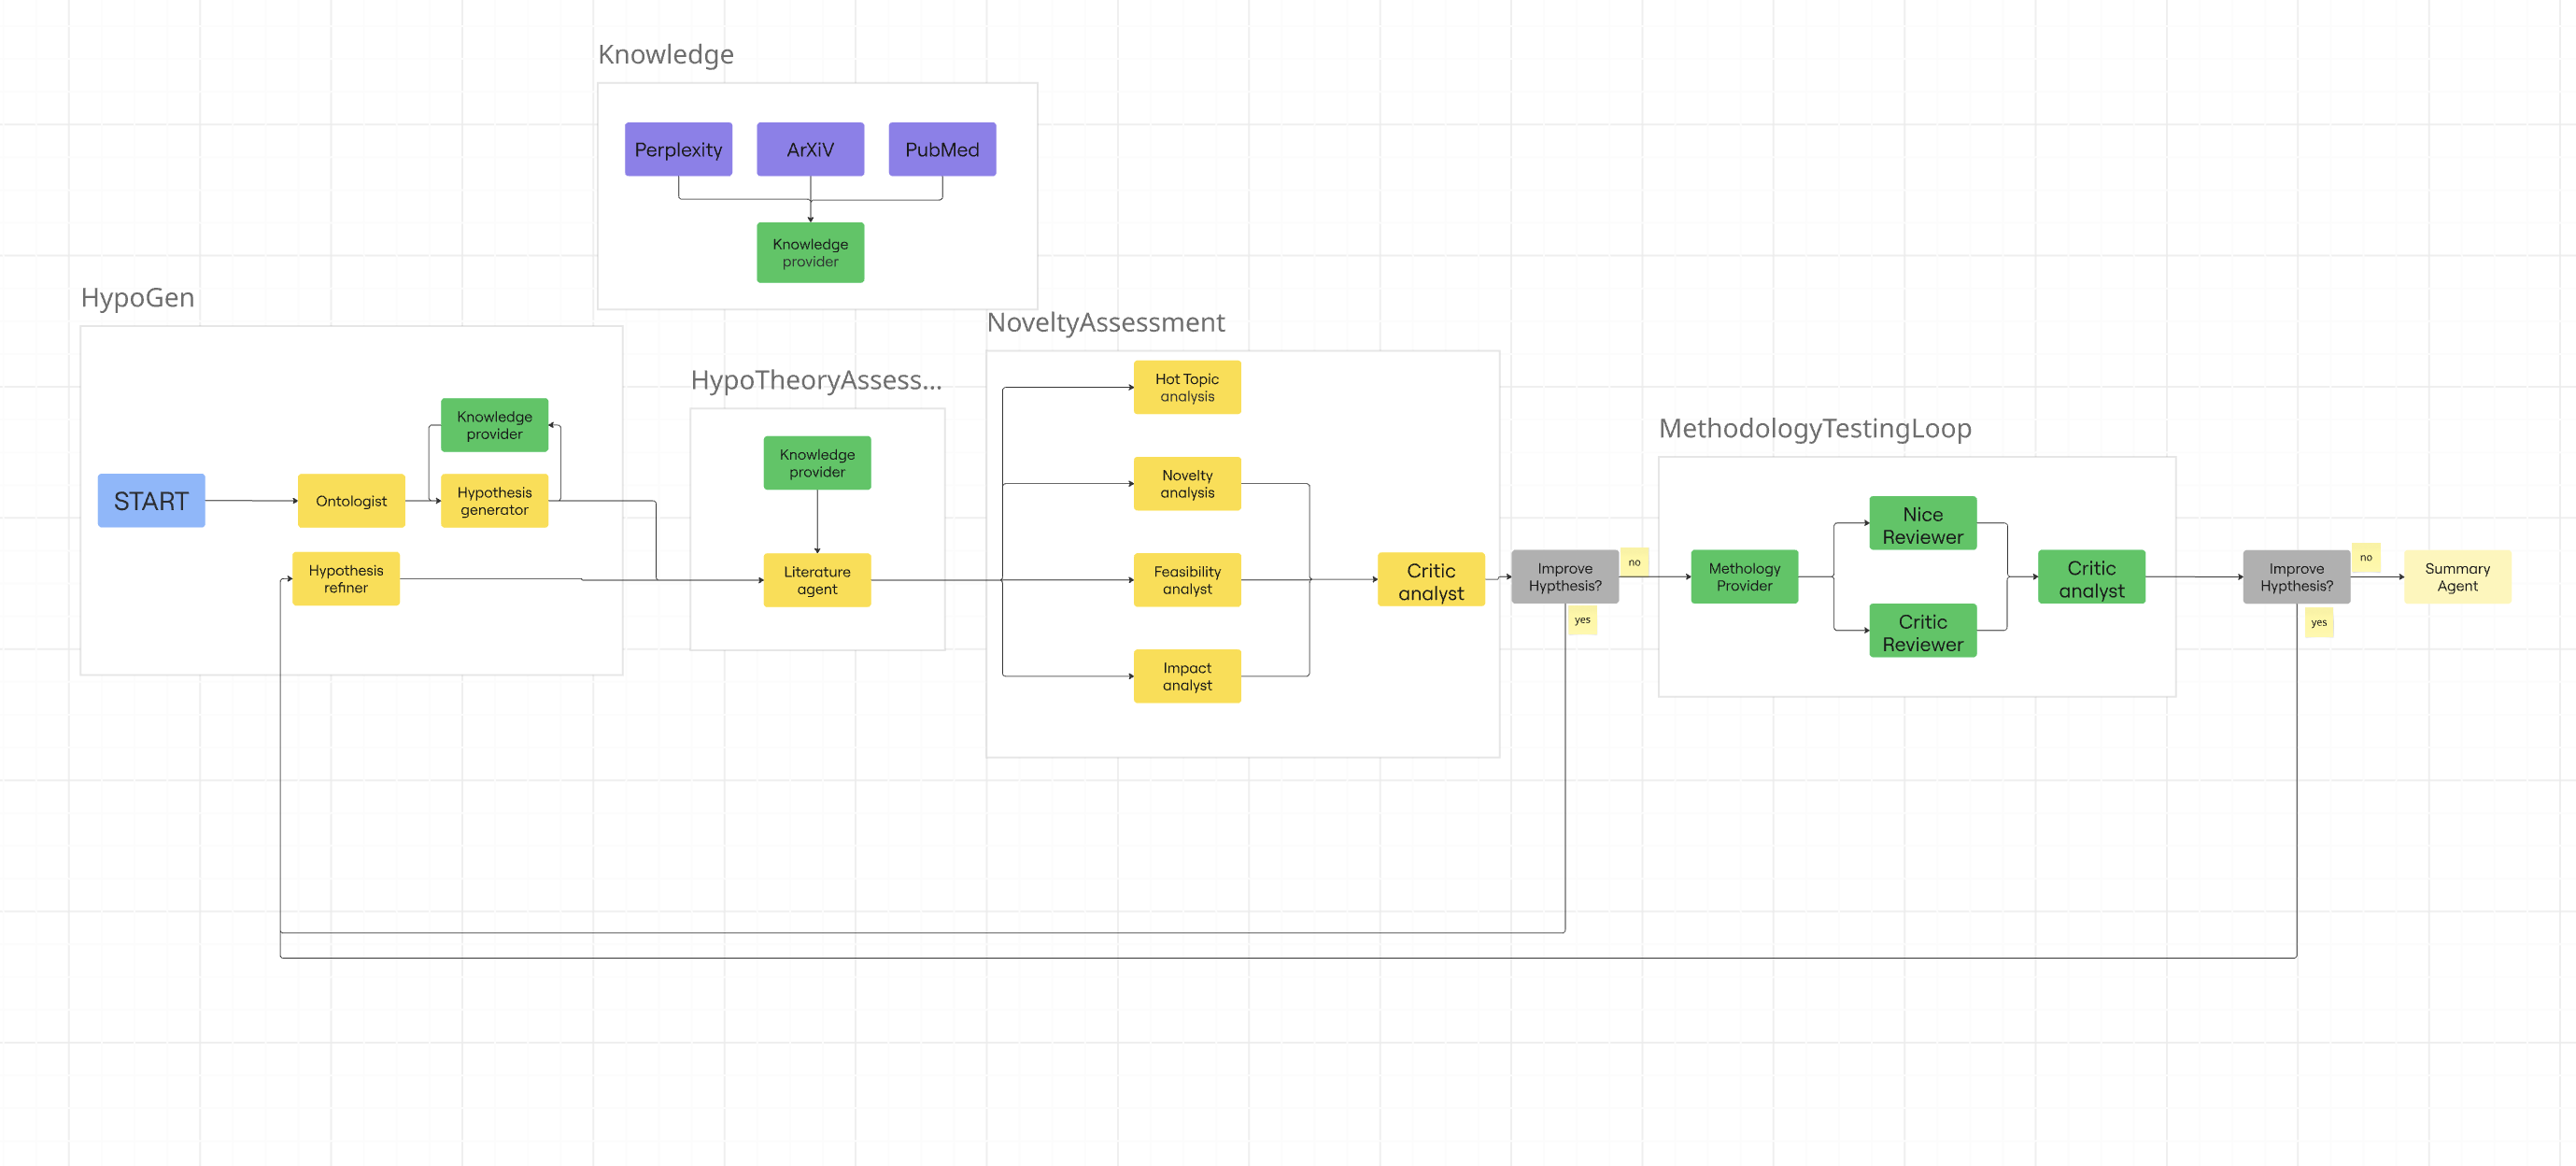 Knowledge
Perplexity
ArXiV
PubMed
Knowledge
provider
HypoGen
Knowledge
provider
START
Ontologist
Hypothesis
generator
Hypothesis
refiner
HypoTheoryAssess...
Knowledge
provider
Literature
agent
NoveltyAssessment
Hot Topic
analysis
Novelty
analysis
Feasibility
analyst
Impact
analyst
Critic
analyst
Improve
Hypthesis?
no
yes
MethodologyTestingLoop
Methology
Provider
Nice
Reviewer
Critic
Reviewer
Critic
analyst
Improve
Hypthesis?
no
yes
Summary
Agent